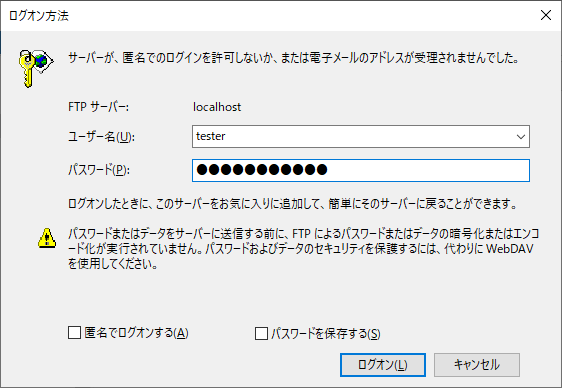 ログオン方法
サーバーが、匿名でのログインを許可しないか、または電子メールのアドレスが受理されませんでした。
FTP サーバー: localhost
ユーザー名(U): tester
パスワード(P): ●●●●●●●●●●●
ログオンしたときに、このサーバーをお気に入りに追加して、簡単にそのサーバーに戻ることができます。
パスワードまたはデータをサーバーに送信する前に、FTP によるパスワードまたはデータの暗号化またはエンコ
ード化が実行されていません。パスワードおよびデータのセキュリティを保護するには、代わりに WebDAV
を使用してください。
匿名でログオンする(A) パスワードを保存する(S)
ログオン(L) キャンセル